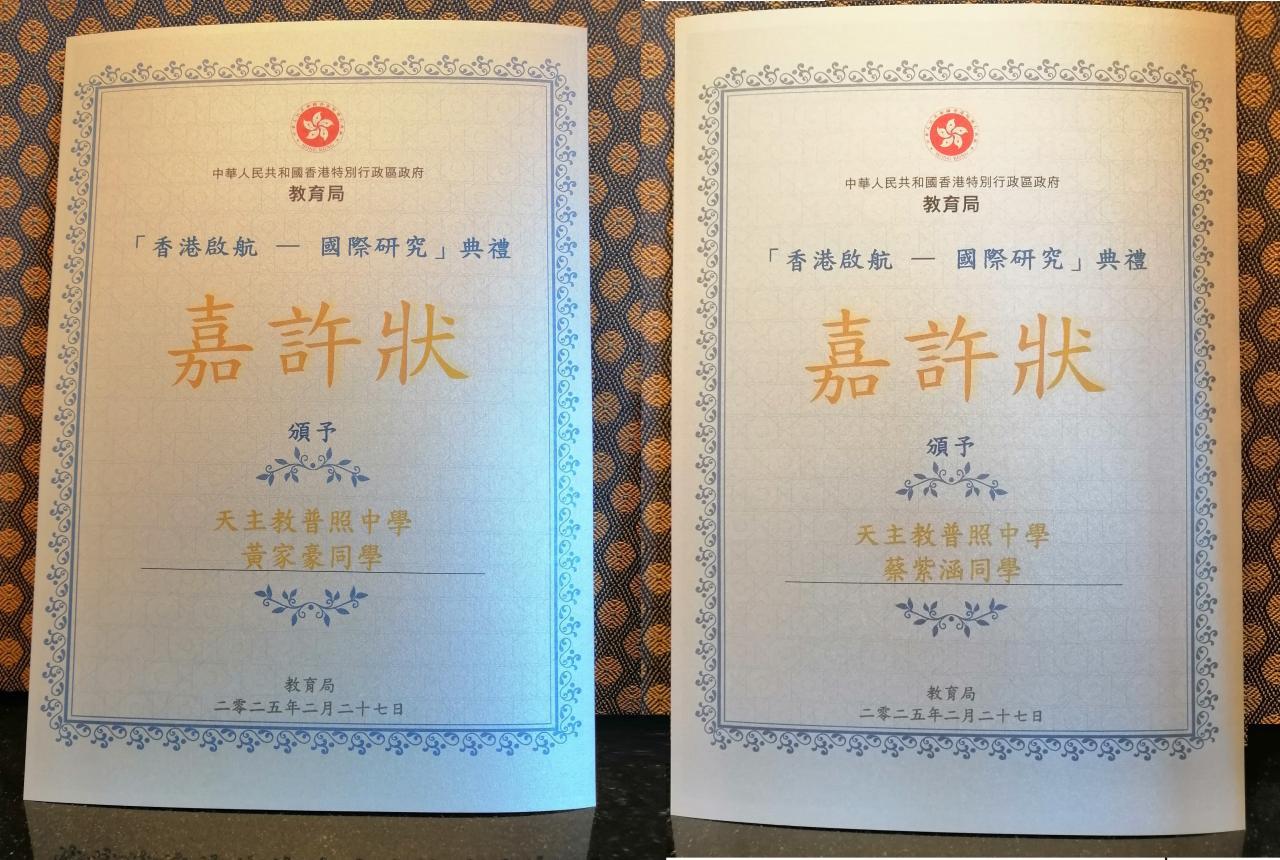 中華人民共和國香港特別行政區政府
教育局
「香港啟航 — 國際研究」典禮
嘉許狀
頒予
天主教普照中學
黃家豪同學
教育局
二零二五年二月二十七日
中華人民共和國香港特別行政區政府
教育局
「香港啟航 — 國際研究」典禮
嘉許狀
頒予
天主教普照中學
蔡紫涵同學
教育局
二零二五年二月二十七日